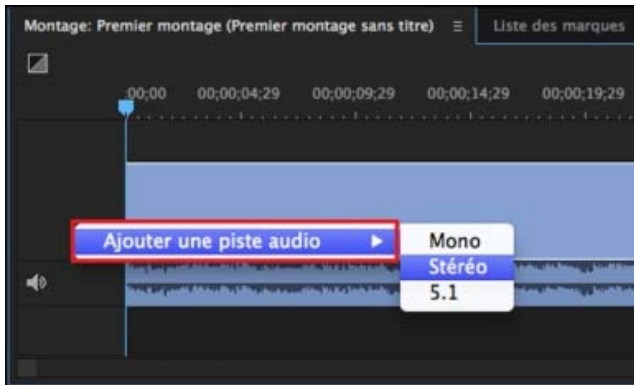 Montage: Premier montage (Premier montage sans titre) Liste des marques
;00;00 00;00;04;29 00;00;09;29 00;00;14;29 00;00;19;29
Ajouter une piste audio
Mono
Stéréo
5.1